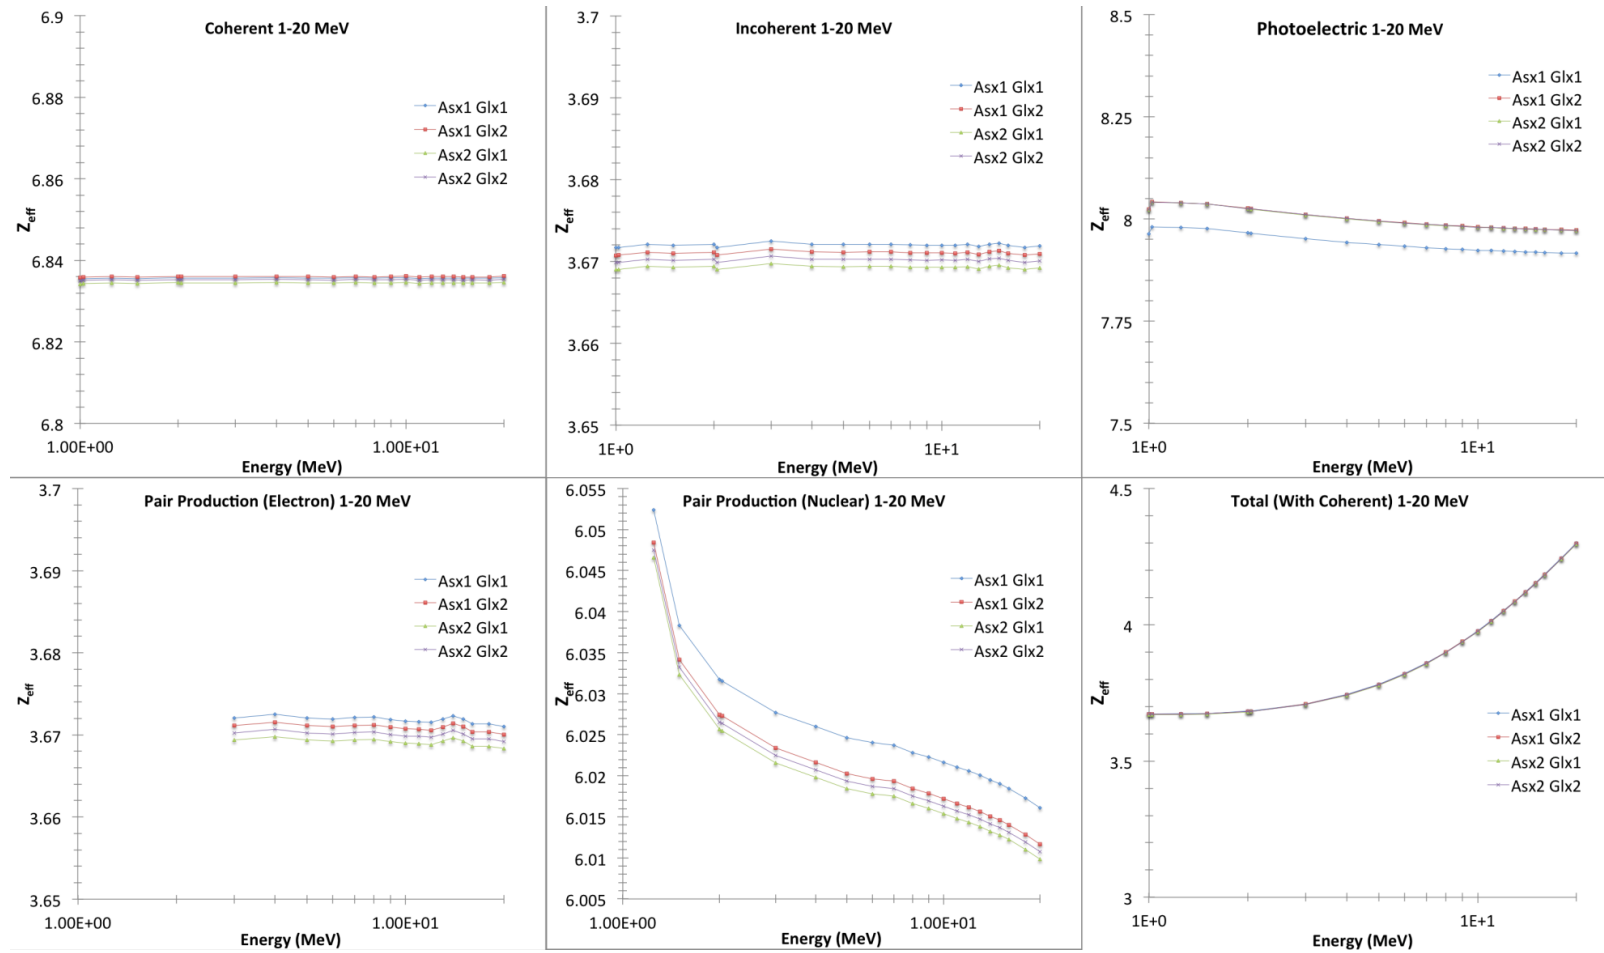 Coherent 1-20 MeV
6.9
6.88
6.86
6.84
6.82
6.8
Zeff
Asx1 Glx1
Asx1 Glx2
Asx2 Glx1
Asx2 Glx2
1.00E+00
1.00E+01
Energy (MeV)
Incoherent 1-20 MeV
3.7
3.69
3.68
3.67
3.66
3.65
Zeff
Asx1 Glx1
Asx1 Glx2
Asx2 Glx1
Asx2 Glx2
1E+0
1E+1
Energy (MeV)
Photoelectric 1-20 MeV
8.5
8.25
8
7.75
7.5
Zeff
Asx1 Glx1
Asx1 Glx2
Asx2 Glx1
Asx2 Glx2
1E+0
1E+1
Energy (MeV)
Pair Production (Electron) 1-20 MeV
3.7
3.69
3.68
3.67
3.66
3.65
Zeff
Asx1 Glx1
Asx1 Glx2
Asx2 Glx1
Asx2 Glx2
1.00E+00
1.00E+01
Energy (MeV)
Pair Production (Nuclear) 1-20 MeV
6.055
6.05
6.045
6.04
6.035
6.03
6.025
6.02
6.015
6.01
6.005
Zeff
Asx1 Glx1
Asx1 Glx2
Asx2 Glx1
Asx2 Glx2
1.00E+00
1.00E+01
Energy (MeV)
Total (With Coherent) 1-20 MeV
4.5
4
3.5
3
Zeff
Asx1 Glx1
Asx1 Glx2
Asx2 Glx1
Asx2 Glx2
1E+0
1E+1
Energy (MeV)